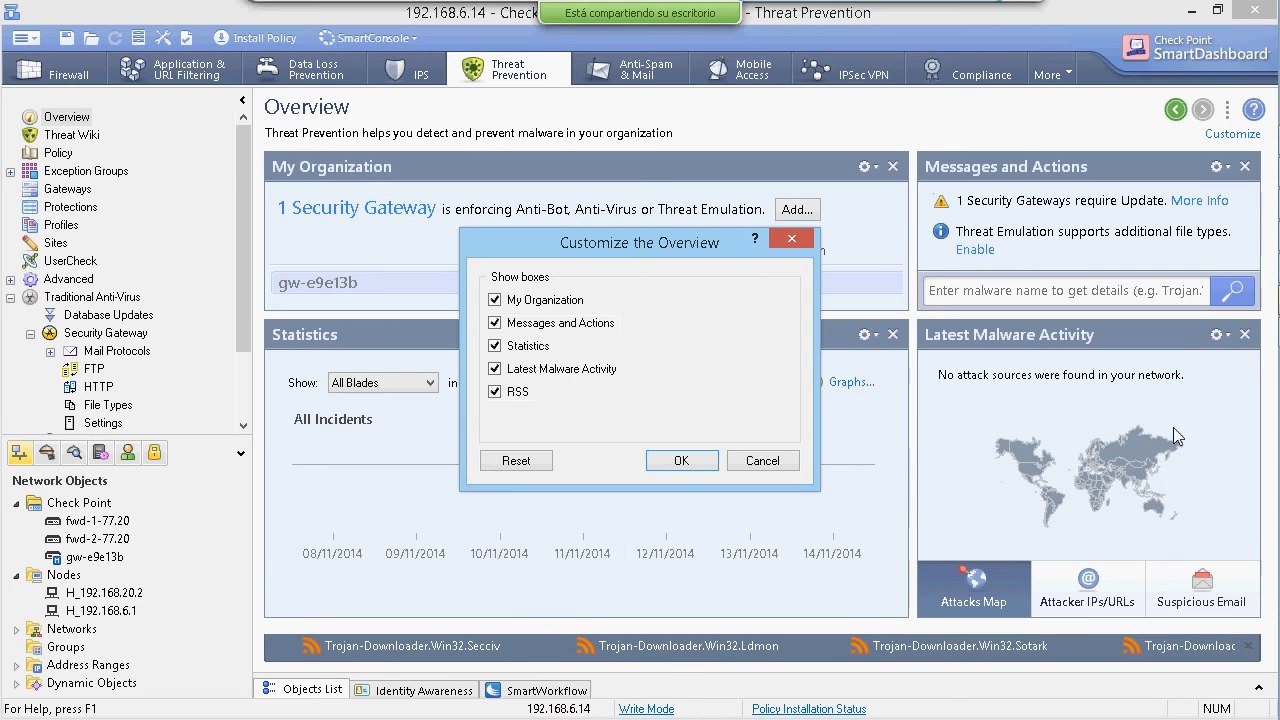 192.168.6.14 - Check
Está compartiendo su escritorio
- Threat Prevention
Install Policy
SmartConsole
Check Point
SmartDashboard
Firewall
Application & URL Filtering
Data Loss Prevention
IPS
Threat Prevention
Anti-Spam & Mail
Mobile Access
IPSec VPN
Compliance
More
Overview
Threat Wiki
Policy
Exception Groups
Gateways
Protections
Profiles
Sites
UserCheck
Advanced
Traditional Anti-Virus
Database Updates
Security Gateway
Mail Protocols
FTP
HTTP
File Types
Settings
Network Objects
Check Point
fwd-1-77.20
fwd-2-77.20
gw-e9e13b
Nodes
H_192.168.20.2
H_192.168.6.1
Networks
Groups
Address Ranges
Dynamic Objects
Overview
Threat Prevention helps you detect and prevent malware in your organization
Customize
My Organization
1 Security Gateway is enforcing Anti-Bot, Anti-Virus or Threat Emulation.
Add...
gw-e9e13b
Customize the Overview
?
Show boxes
My Organization
Messages and Actions
Statistics
Latest Malware Activity
RSS
Reset
OK
Cancel
Statistics
Show:
All Blades
in
Graphs...
All Incidents
08/11/2014
09/11/2014
10/11/2014
11/11/2014
12/11/2014
13/11/2014
14/11/2014
Messages and Actions
1 Security Gateways require Update. More Info
Threat Emulation supports additional file types.
Enable
Enter malware name to get details (e.g. Trojan.
Latest Malware Activity
No attack sources were found in your network.
Attacks Map
Attacker IPs/URLs
Suspicious Email
Trojan-Downloader.Win32.Secciv
Trojan-Downloader.Win32.Ldmon
Trojan-Downloader.Win32.Sotark
Trojan-Downloac
Objects List
Identity Awareness
SmartWorkflow
For Help, press F1
192.168.6.14
Write Mode
Policy Installation Status
NUM